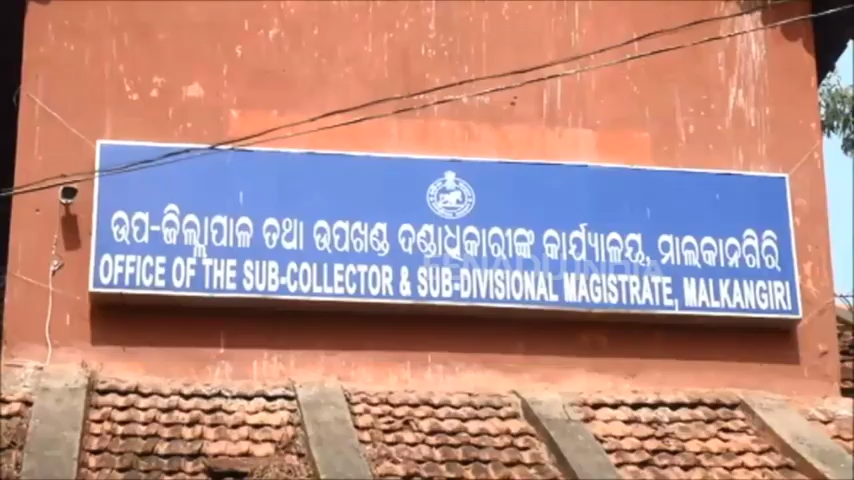 ଉପ-ଜିଲ୍ଲାପାଳ ତଥା ଉପଖଣ୍ଡ ଦଣ୍ଡାଧିକାରୀଙ୍କ କାର୍ଯ୍ୟାଳୟ, ମାଲକାନଗିରି
OFFICE OF THE SUB-COLLECTOR & SUB-DIVISIONAL MAGISTRATE, MALKANGIRI